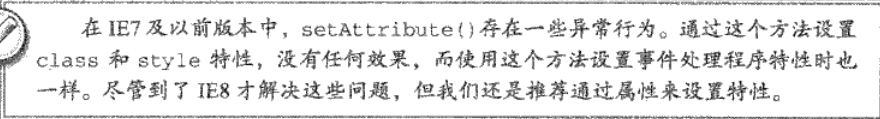 在 IE7 及以前版本中，setAttribute()存在一些异常行为。通过这个方法设置
class 和 style 特性，没有任何效果，而使用这个方法设置事件处理程序特性时也
一样。尽管到了 IE8 才解决这些问题，但我们还是推荐通过属性来设置特性。